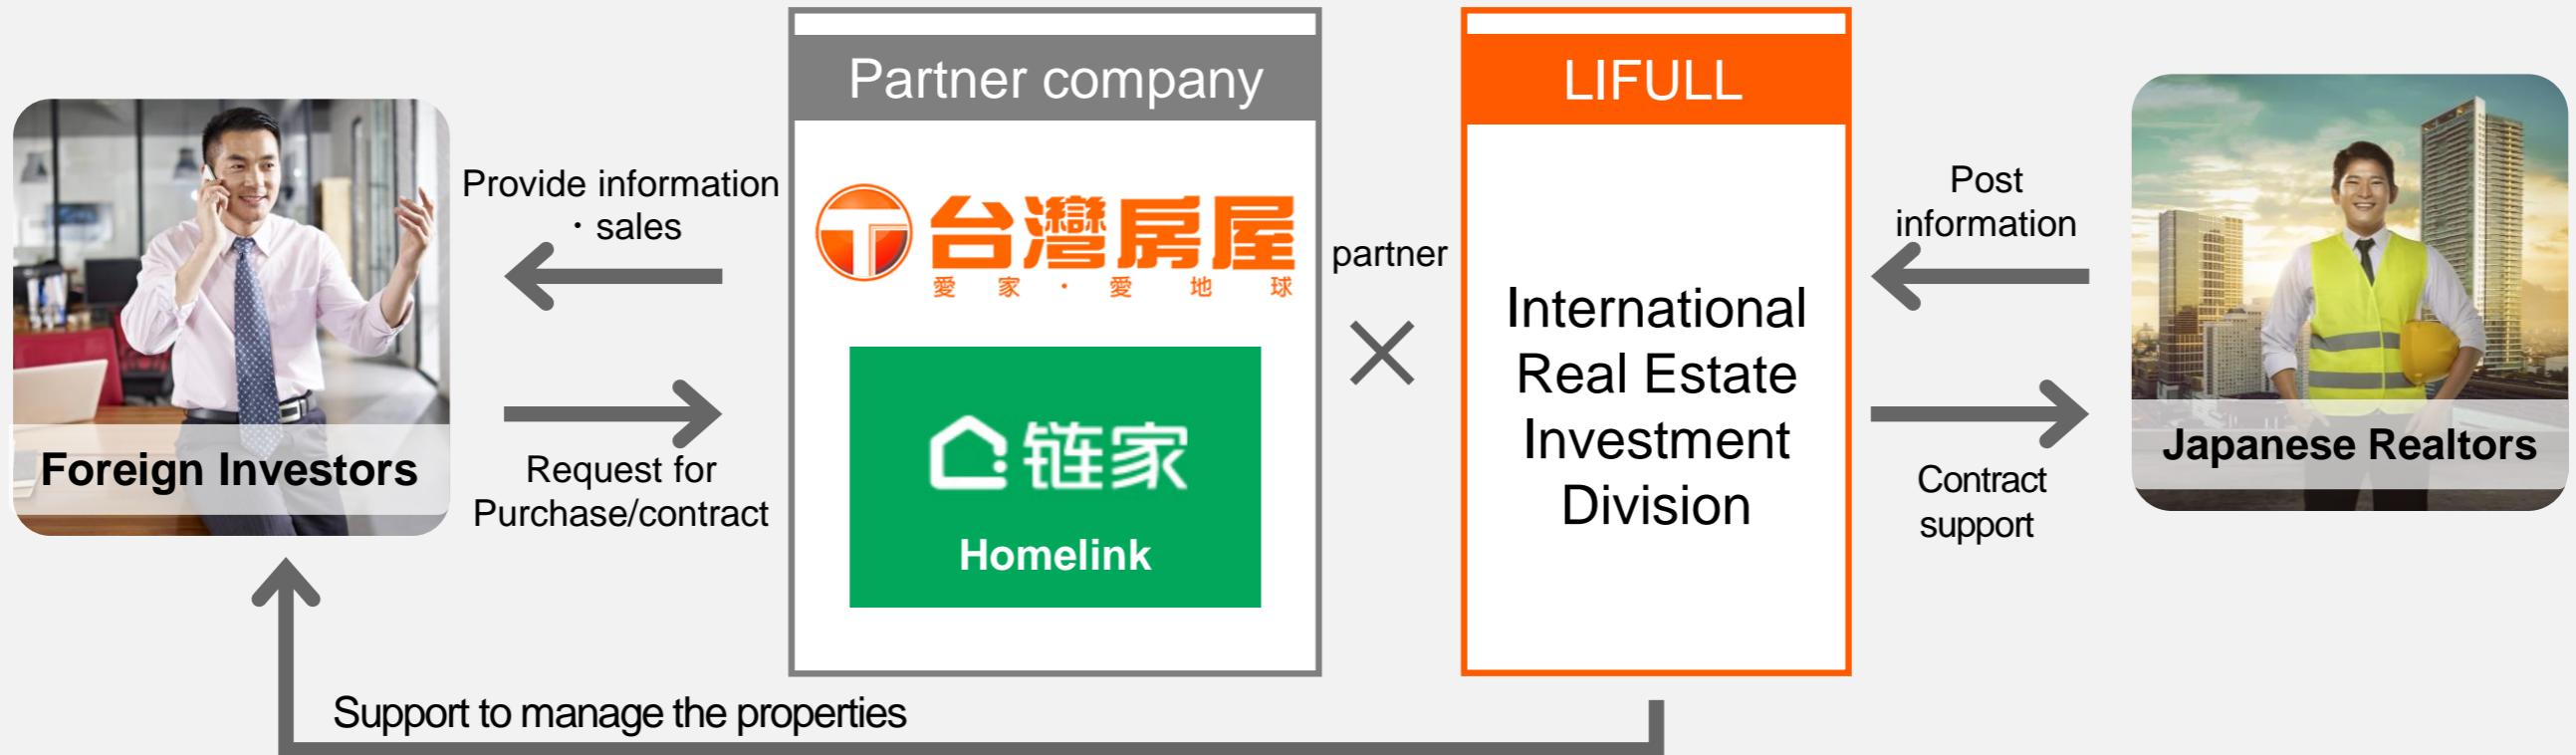 Partner company
LIFULL
Provide information
・sales
台灣房屋
愛家・愛地球
partner
链家
Homelink
International
Real Estate
Investment
Division
Post
information
Foreign Investors
Request for
Purchase/contract
Contract
support
Japanese Realtors
Support to manage the properties